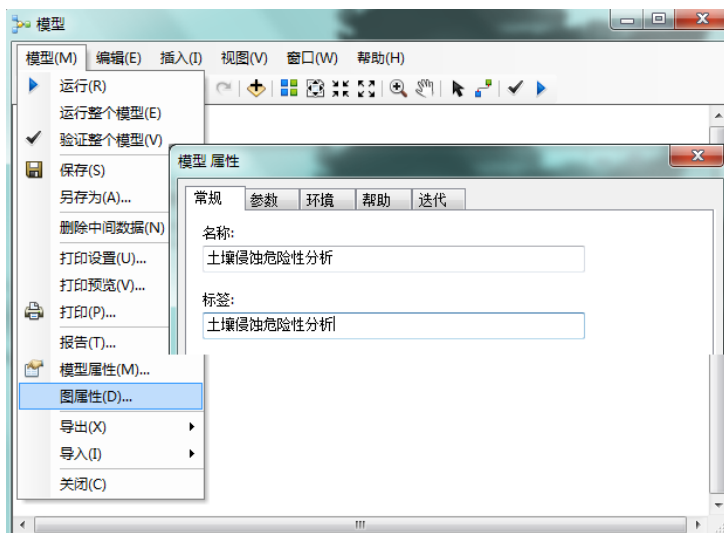 模型
模型(M) 编辑(E) 插入(I) 视图(V) 窗口(W) 帮助(H)
运行(R)
运行整个模型(E)
验证整个模型(V)
保存(S)
另存为(A)...
删除中间数据(N)
打印设置(U)...
打印预览(V)...
打印(P)...
报告(T)...
模型属性(M)...
图属性(D)...
导出(X)
导入(I)
关闭(C)
模型 属性
常规 参数 环境 帮助 迭代
名称:
土壤侵蚀危险性分析
标签:
土壤侵蚀危险性分析